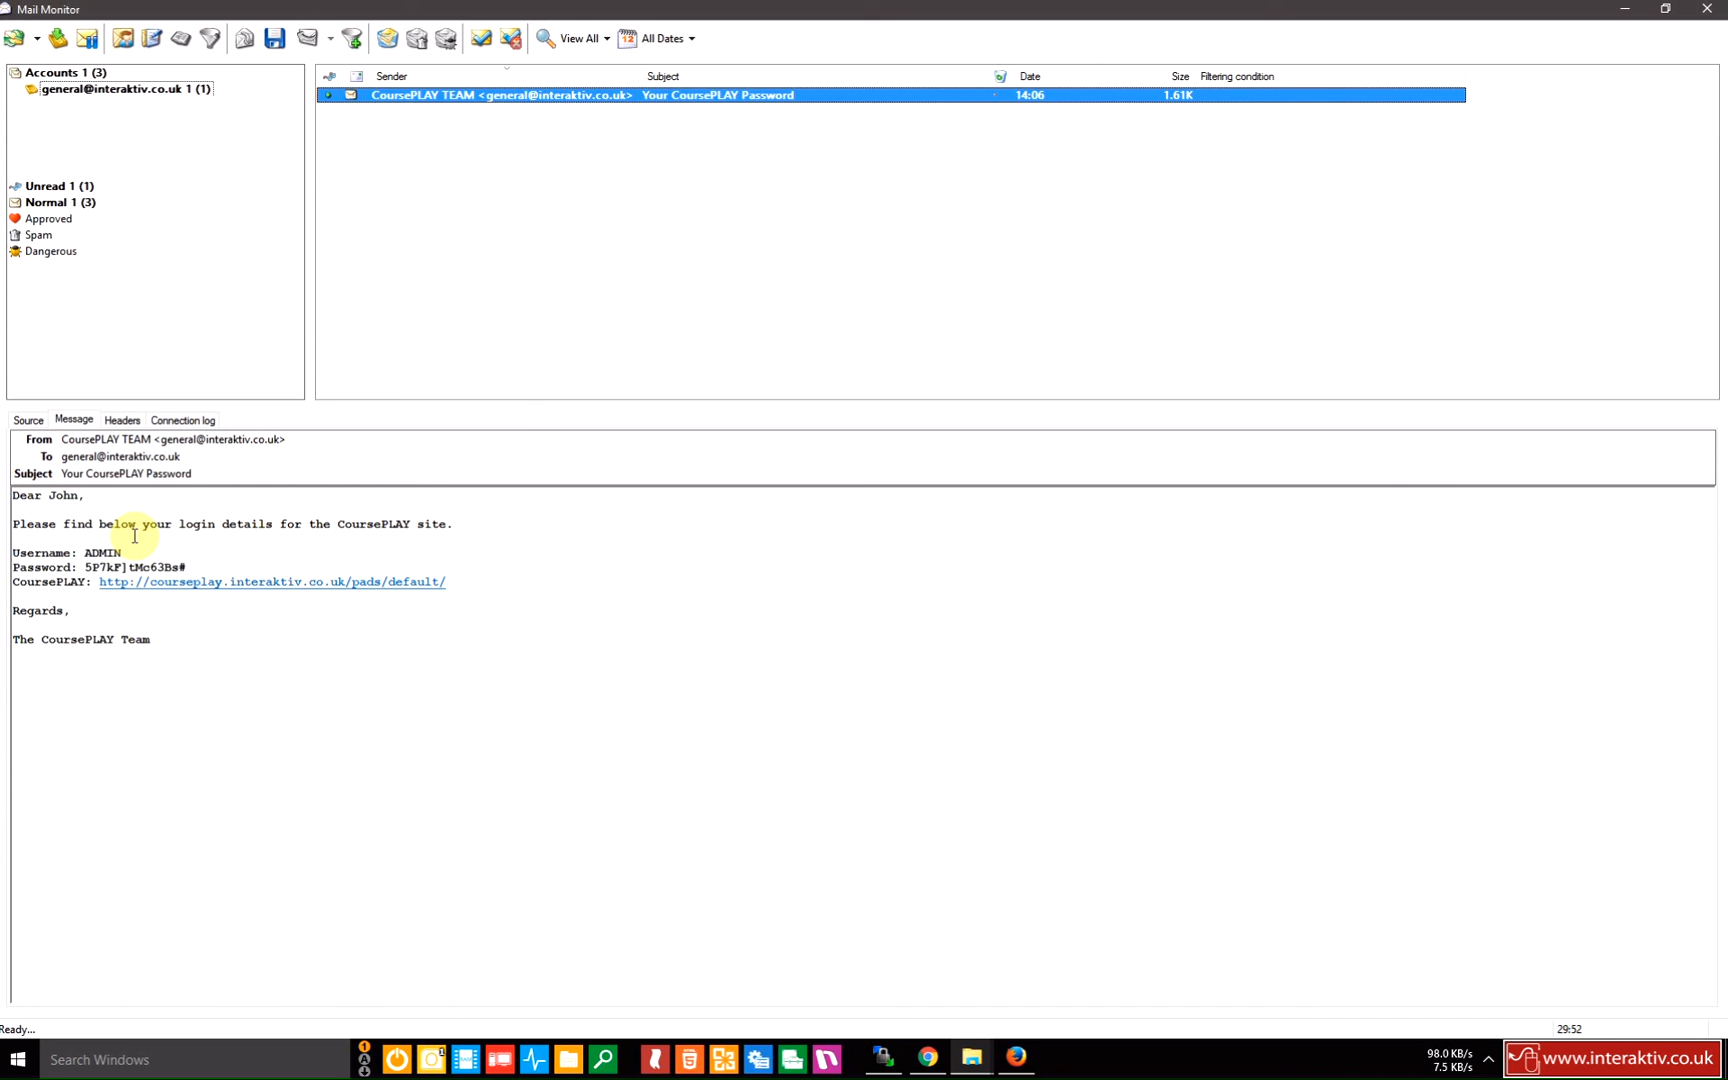 Mail Monitor
View All
12
All Dates
Accounts 1 (3)
general@interaktiv.co.uk 1 (1)
Unread 1 (1)
Normal 1 (3)
Approved
Spam
Dangerous
Sender Subject Date Size Filtering condition
CoursePLAY TEAM <general@interaktiv.co.uk> Your CoursePLAY Password 14:06 1.61K
Source Message Headers Connection log
From CoursePLAY TEAM <general@interaktiv.co.uk>
To general@interaktiv.co.uk
Subject Your CoursePLAY Password
Dear John,
Please find below your login details for the CoursePLAY site.
Username: ADMIN
Password: 5P7kF]tMc63Bs#
CoursePLAY: http://courseplay.interaktiv.co.uk/pads/default/
Regards,
The CoursePLAY Team
Ready...
29:52
Search Windows
1
A
1
98.0 KB/s
7.5 KB/s
www.interaktiv.co.uk